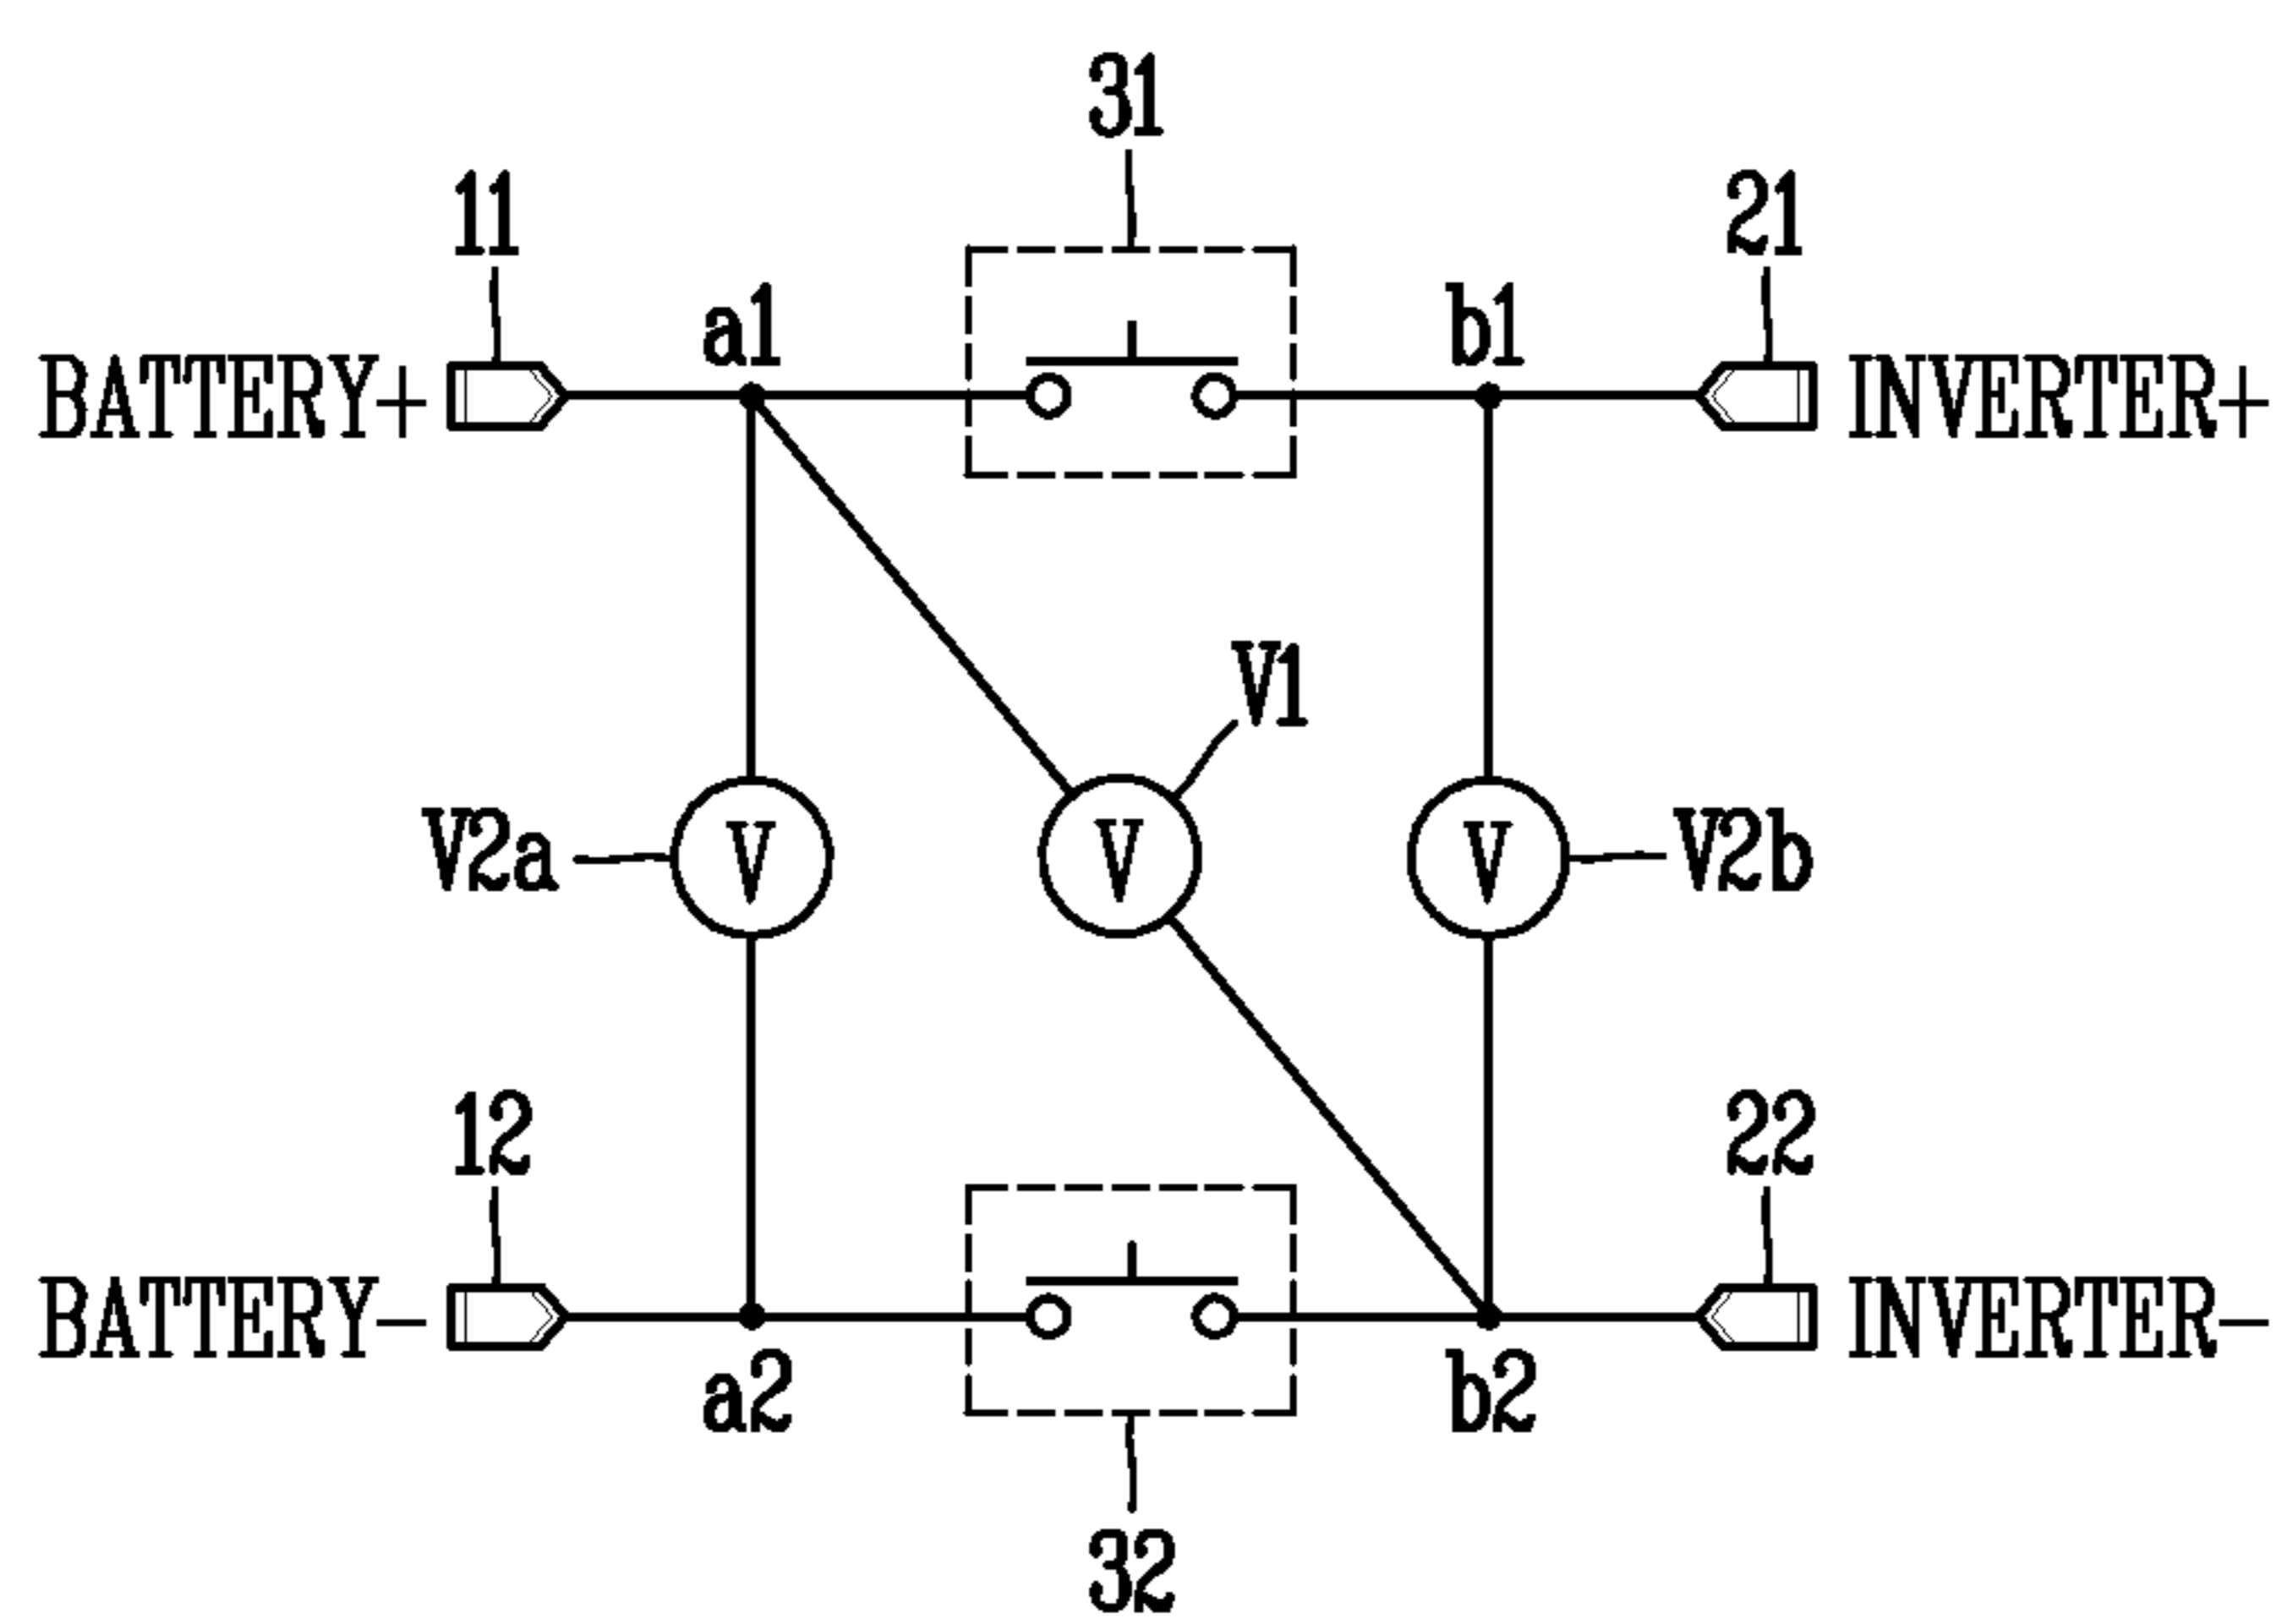 31
11
21
a1
b1
BATTERY+
INVERTER+
V1
V2a
V
V
V
V2b
12
22
BATTERY-
INVERTER-
a2
b2
32